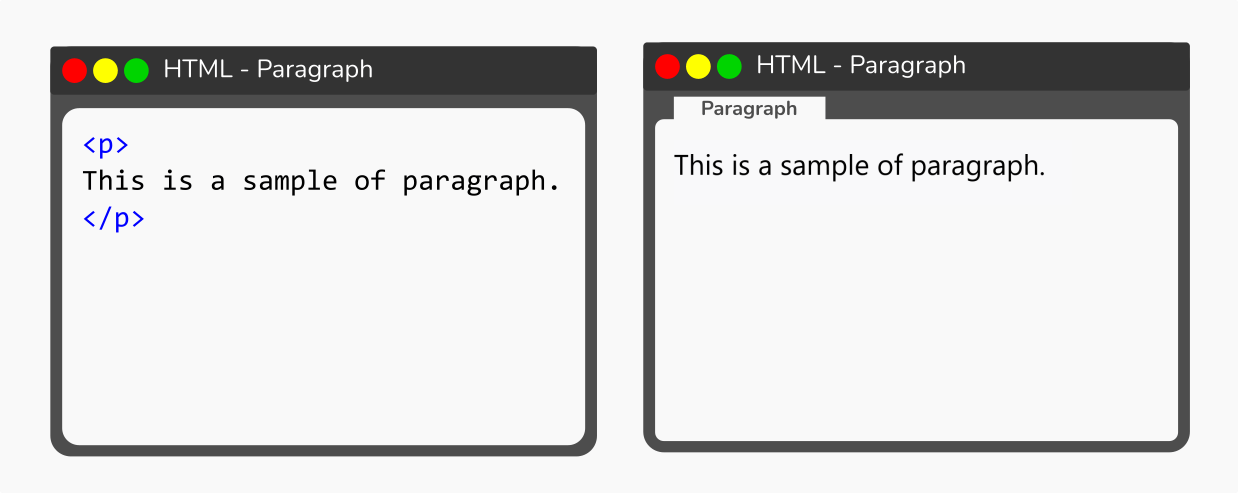 HTML - Paragraph
<p>
This is a sample of paragraph.
</p>
HTML - Paragraph
Paragraph
This is a sample of paragraph.